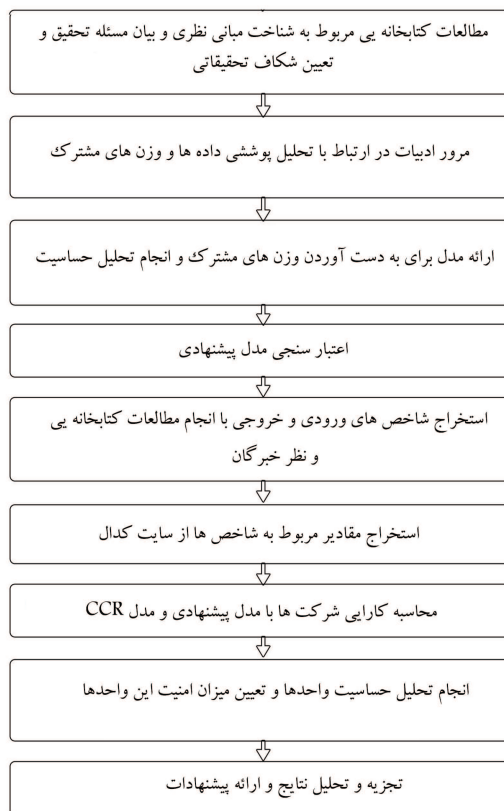 مطالعات کتابخانه یی مربوط به شناخت مبانی نظری و بیان مسئله تحقیق و
تعیین شکاف تحقیقاتی
مرور ادبیات در ارتباط با تحلیل پوششی داده ها و وزن های مشترک
ارائه مدل برای به دست آوردن وزن های مشترک و انجام تحلیل حساسیت
اعتبار سنجی مدل پیشنهادی
استخراج شاخص های ورودی و خروجی با انجام مطالعات کتابخانه یی
و نظر خبرگان
استخراج مقادیر مربوط به شاخص ها از سایت کدال
محاسبه کارایی شرکت ها با مدل پیشنهادی و مدل CCR
انجام تحلیل حساسیت واحدها و تعیین میزان امنیت این واحدها
تجزیه و تحلیل نتایج و ارائه پیشنهادات